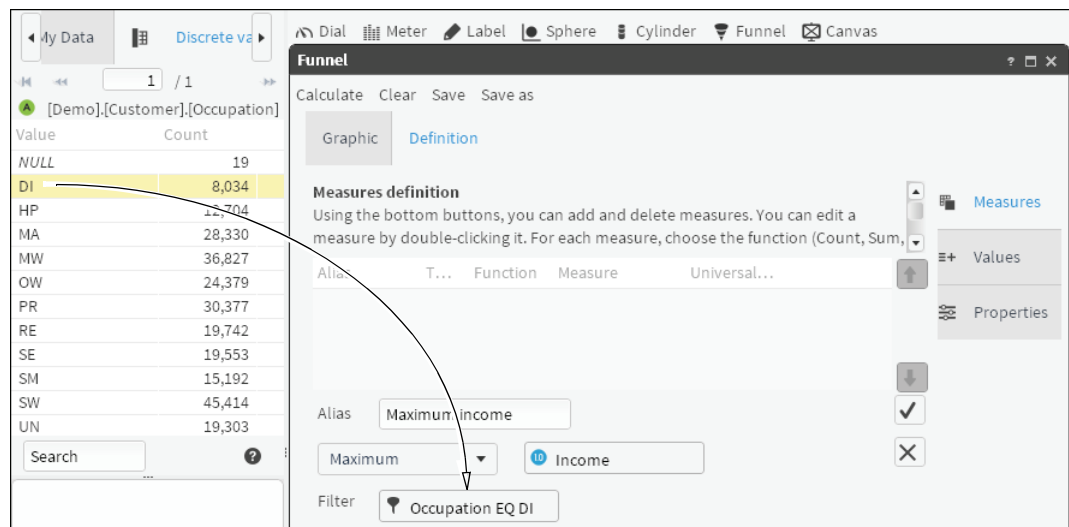 My Data
Discrete va
Dial Meter Label Sphere Cylinder Funnel Canvas
Funnel
?
1 / 1
Calculate Clear Save Save as
A [Demo].[Customer].[Occupation]
Graphic Definition
Value Count
NULL 19
DI 8,034
HP 12,704
MA 28,330
MW 36,827
OW 24,379
PR 30,377
RE 19,742
SE 19,553
SM 15,192
SW 45,414
UN 19,303
Search
?
Measures definition
Using the bottom buttons, you can add and delete measures. You can edit a
measure by double-clicking it. For each measure, choose the function (Count, Sum,
T... Function Measure Universal...
Measures
Values
Properties
Alias Maximum income
Maximum Income
Filter Occupation EQ DI